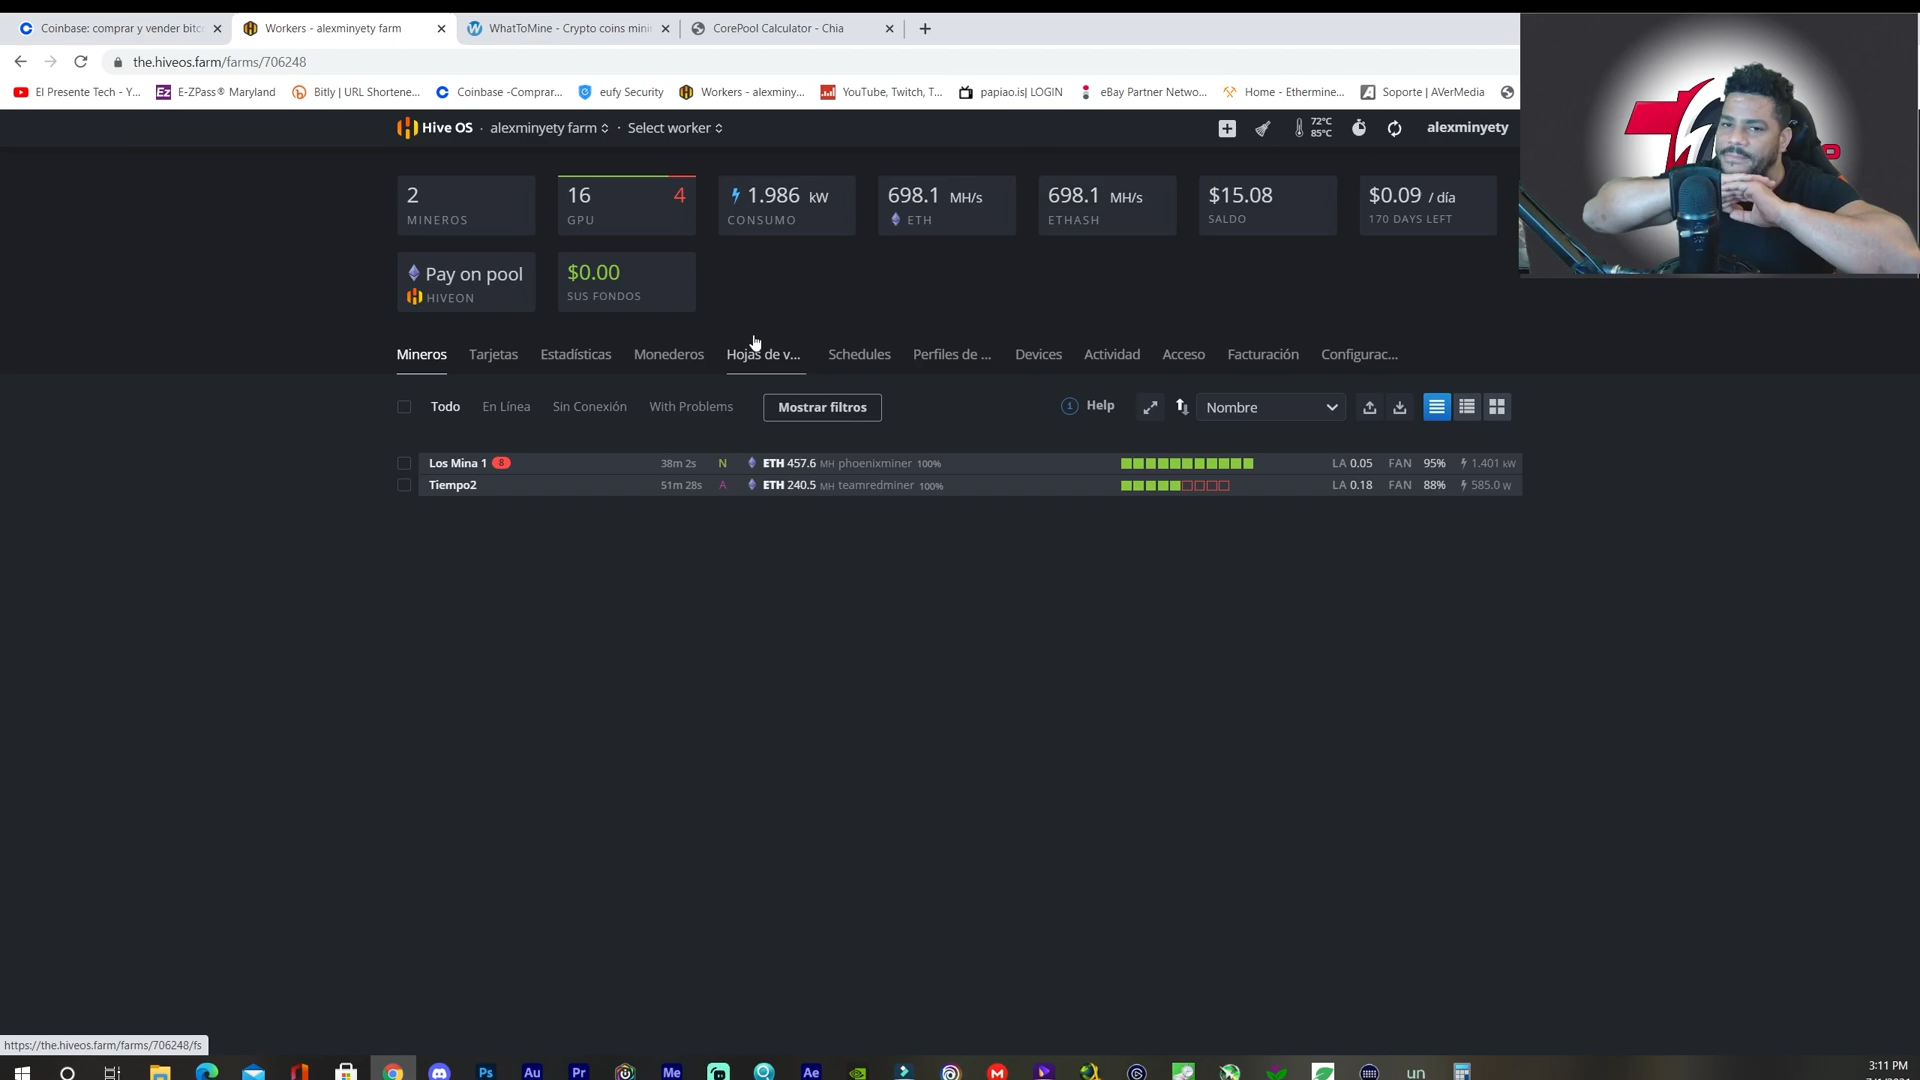 Coinbase: comprar y vender bitco
Workers - alexminyety farm
WhatToMine - Crypto coins mini
CorePool Calculator - Chia
the.hiveos.farm/farms/706248
El Presente Tech - Y...
E-ZPass® Maryland
Bitly | URL Shortene...
Coinbase -Comprar...
eufy Security
Workers - alexminy...
YouTube, Twitch, T...
papiao.is| LOGIN
eBay Partner Netwo...
Home - Ethermine...
Soporte | AVerMedia
Hive OS · alexminyety farm · Select worker
72°C
85°C
alexminyety
2
MINEROS
16 4
GPU
1.986 kW
CONSUMO
698.1 MH/s
ETH
698.1 MH/s
ETHASH
$15.08
SALDO
$0.09 / día
170 DAYS LEFT
Pay on pool
HIVEON
$0.00
SUS FONDOS
Mineros Tarjetas Estadísticas Monederos Hojas de v... Schedules Perfiles de ... Devices Actividad Acceso Facturación Configurac...
Todo En Línea Sin Conexión With Problems Mostrar filtros Help Nombre
Los Mina 1 8 38m 2s N ETH 457.6 MH phoenixminer 100% LA 0.05 FAN 95% 1.401 kW
Tiempo2 51m 28s A ETH 240.5 MH teamredminer 100% LA 0.18 FAN 88% 585.0 W
https://the.hiveos.farm/farms/706248/fs
Ps Au Pr Me Ae un
3:11 PM